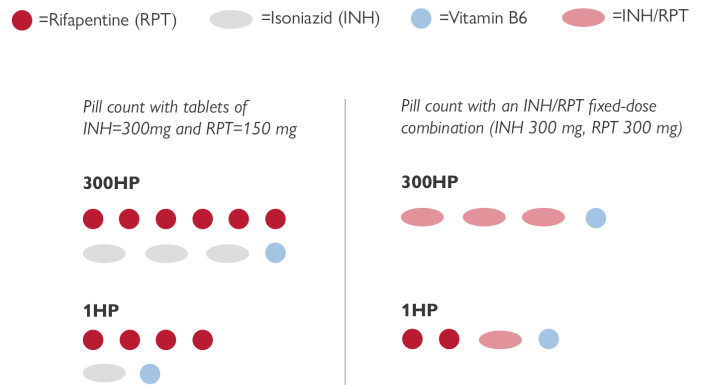 =Rifapentine (RPT) =Isoniazid (INH) =Vitamin B6 =INH/RPT
Pill count with tablets of
INH=300mg and RPT=150 mg
300HP
1HP
Pill count with an INH/RPT fixed-dose
combination (INH 300 mg, RPT 300 mg)
300HP
1HP